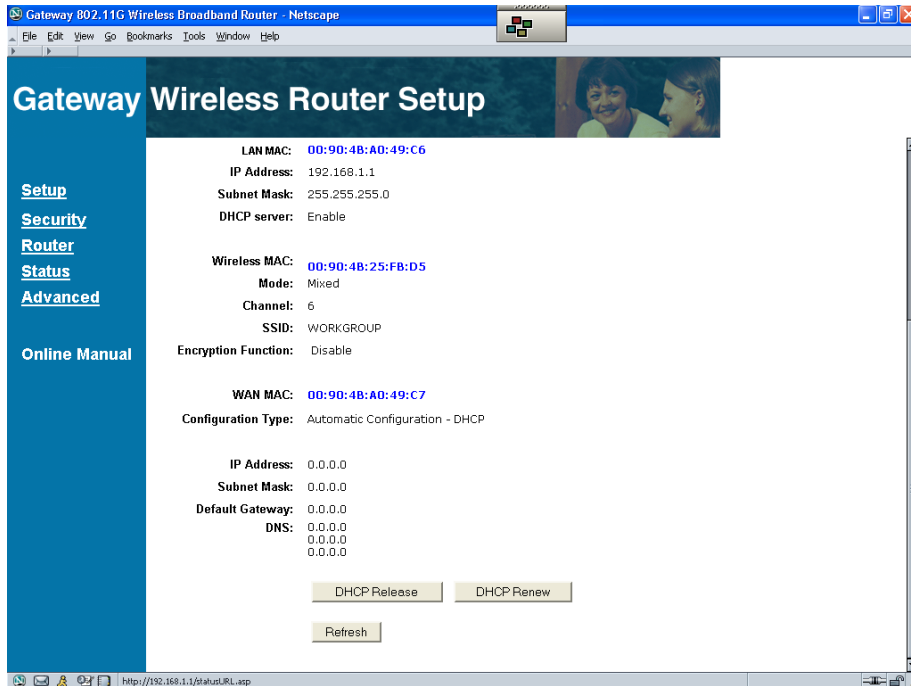 Gateway 802.11G Wireless Broadband Router - Netscape
File Edit View Go Bookmarks Tools Window Help
Gateway Wireless Router Setup
Setup
Security
Router
Status
Advanced
Online Manual
LAN MAC: 00:90:4B:A0:49:C6
IP Address: 192.168.1.1
Subnet Mask: 255.255.255.0
DHCP server: Enable
Wireless MAC: 00:90:4B:25:FB:D5
Mode: Mixed
Channel: 6
SSID: WORKGROUP
Encryption Function: Disable
WAN MAC: 00:90:4B:A0:49:C7
Configuration Type: Automatic Configuration - DHCP
IP Address: 0.0.0.0
Subnet Mask: 0.0.0.0
Default Gateway: 0.0.0.0
DNS: 0.0.0.0
0.0.0.0
0.0.0.0
DHCP Release DHCP Renew
Refresh
http://192.168.1.1/statusURL.asp